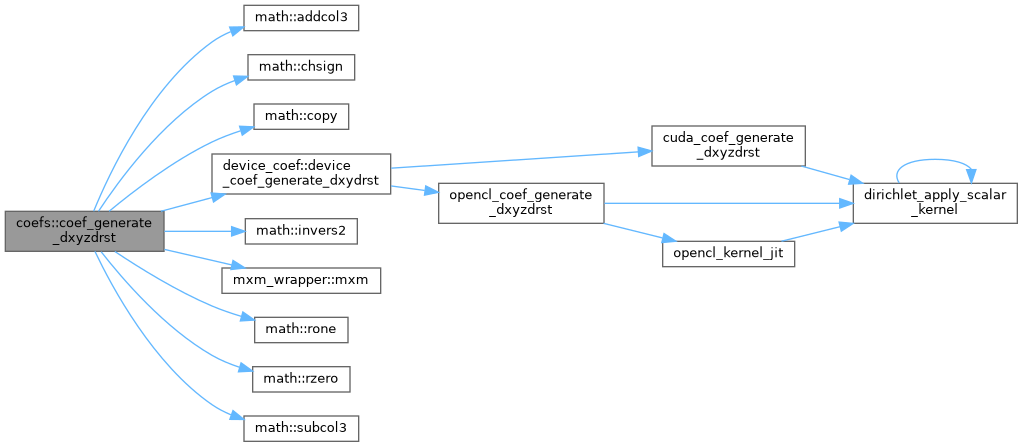 math::addcol3
math::chsign
math::copy
device_coef::device
_coef_generate_dxydrst
cuda_coef_generate
_dxyzdrst
opencl_coef_generate
_dxyzdrst
dirichlet_apply_scalar
_kernel
coefs::coef_generate
_dxyzdrst
math::invers2
opencl_kernel_jit
mxm_wrapper::mxm
math::rone
math::rzero
math::subcol3